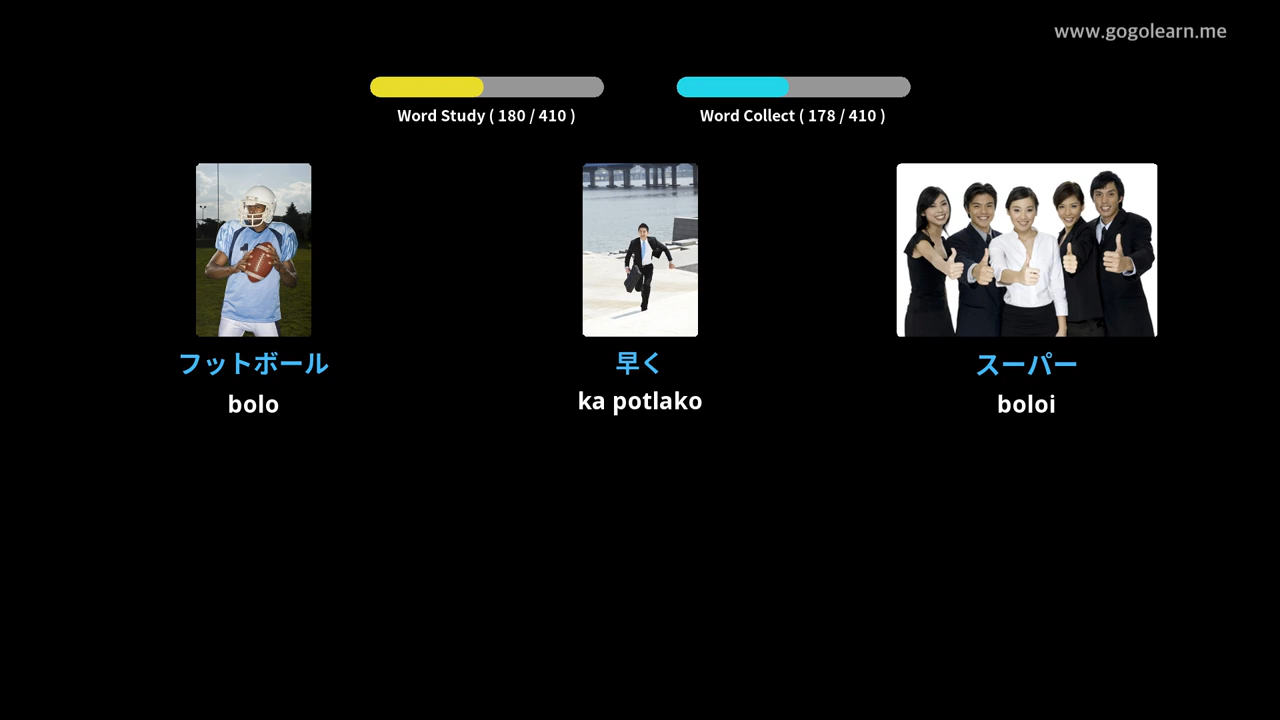 www.gogolearn.me
Word Study ( 180 / 410 )
Word Collect ( 178 / 410 )
フットボール
bolo
早く
ka potlako
スーパー
boloi